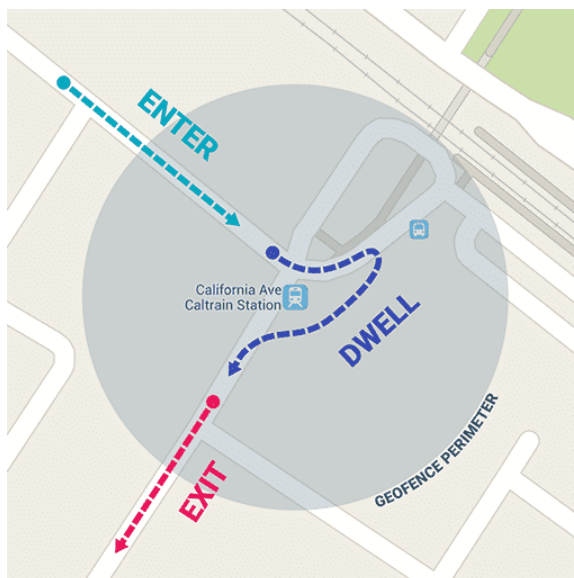 ENTER
California Ave
Caltrain Station
DWELL
GEOFENCE PERIMETER
EXIT